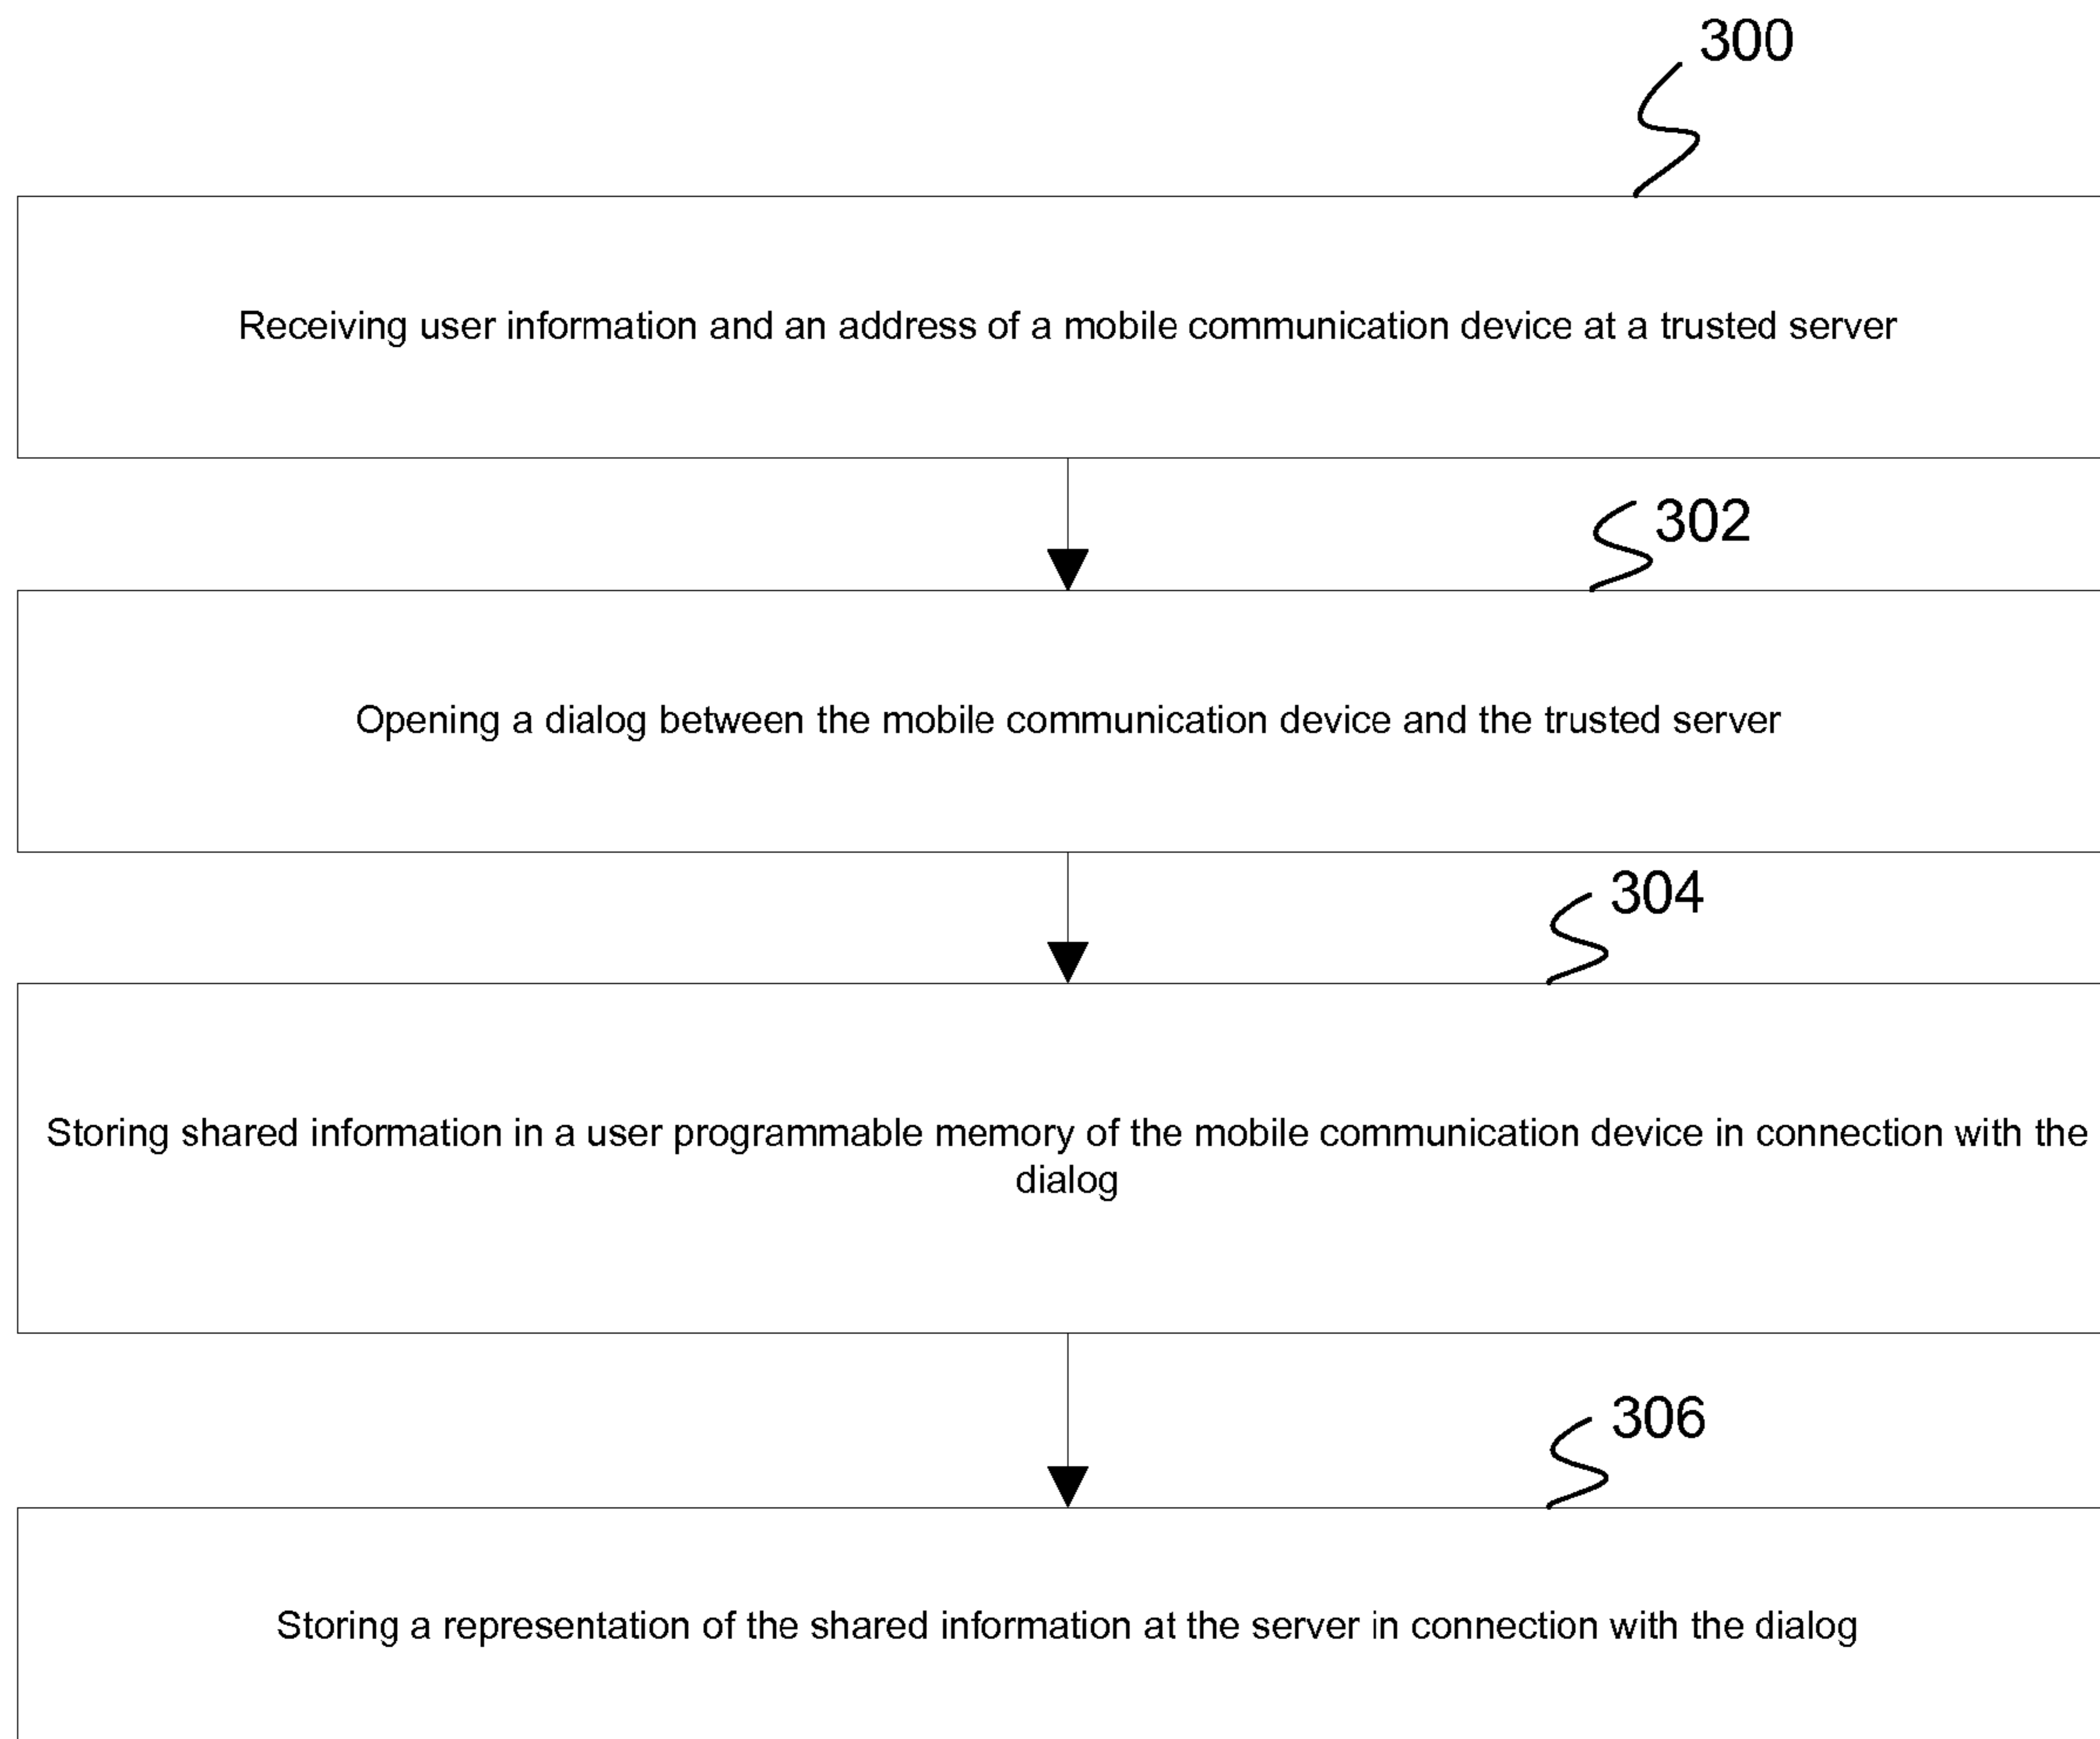 300
Receiving user information and an address of a mobile communication device at a trusted server
302
Opening a dialog between the mobile communication device and the trusted server
304
Storing shared information in a user programmable memory of the mobile communication device in connection with the
dialog
306
Storing a representation of the shared information at the server in connection with the dialog